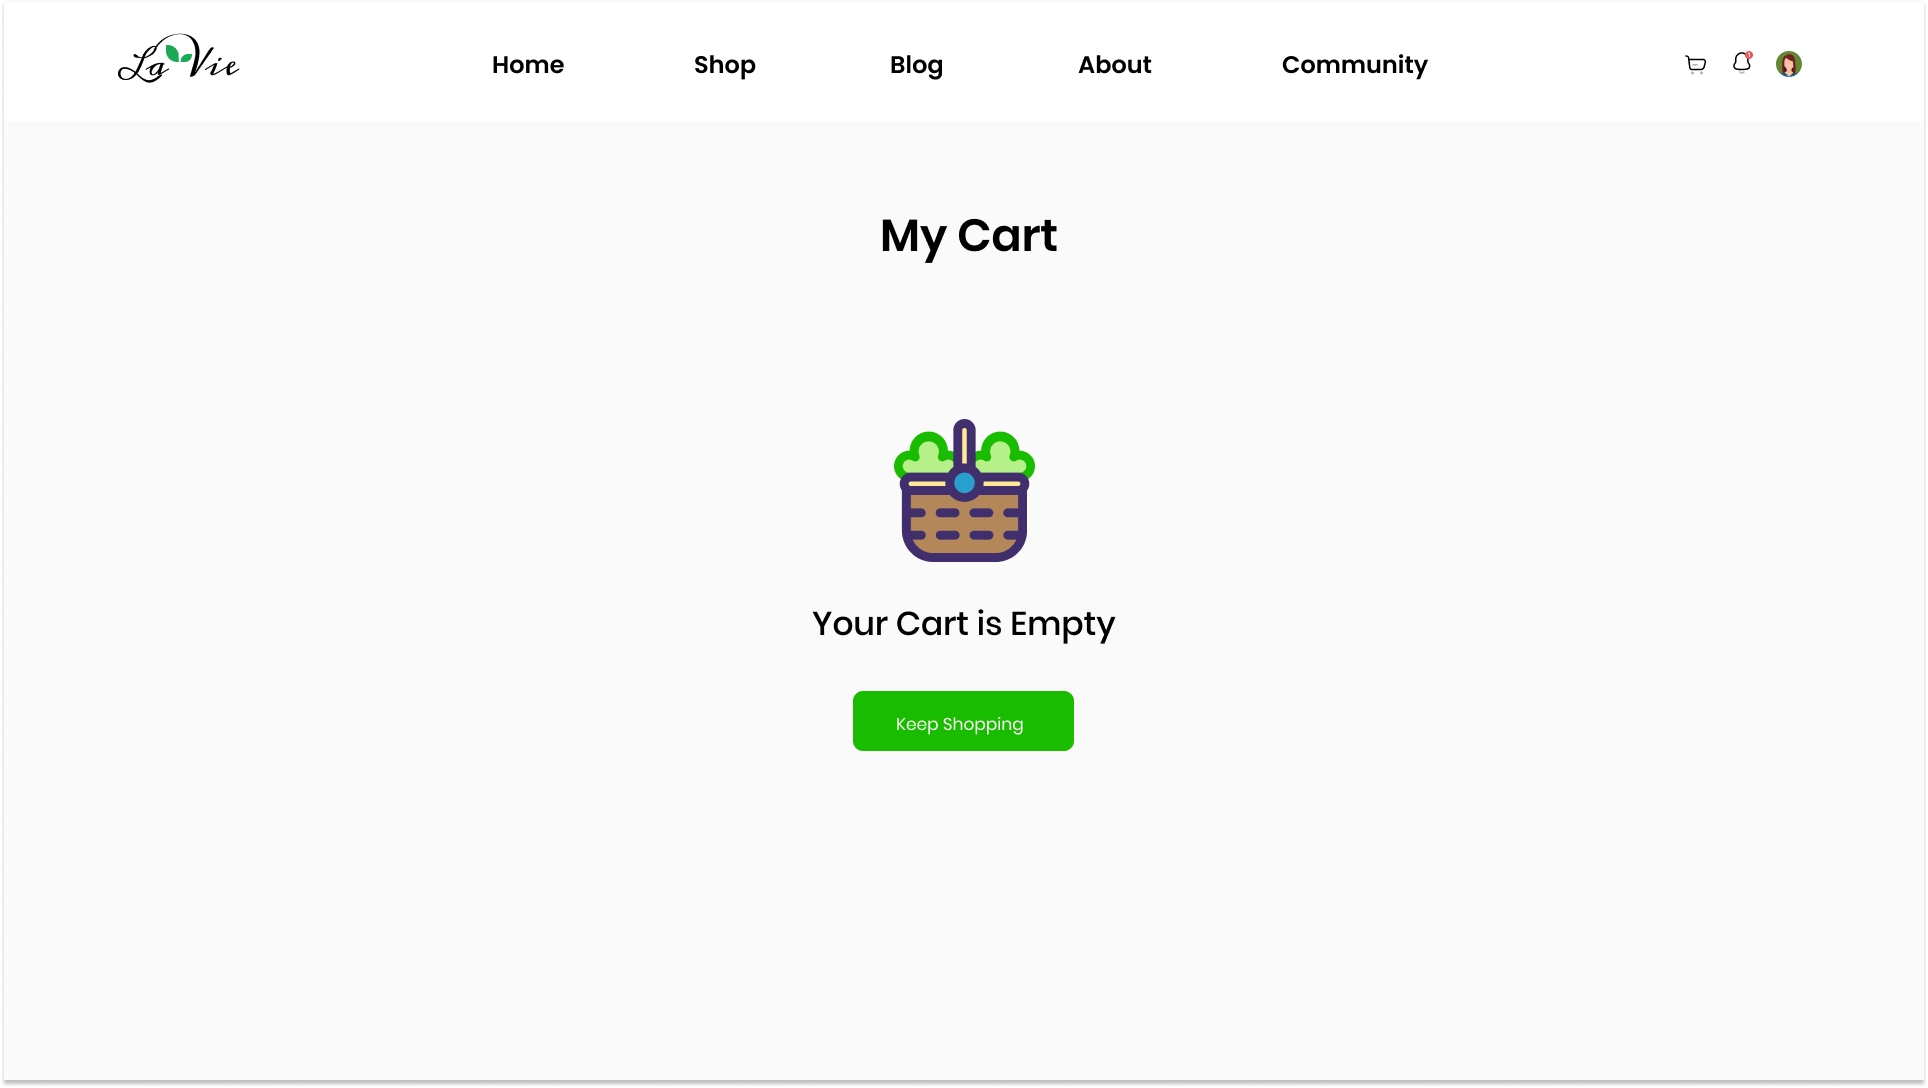 La Vie
Home Shop Blog About Community
My Cart
Your Cart is Empty
Keep Shopping